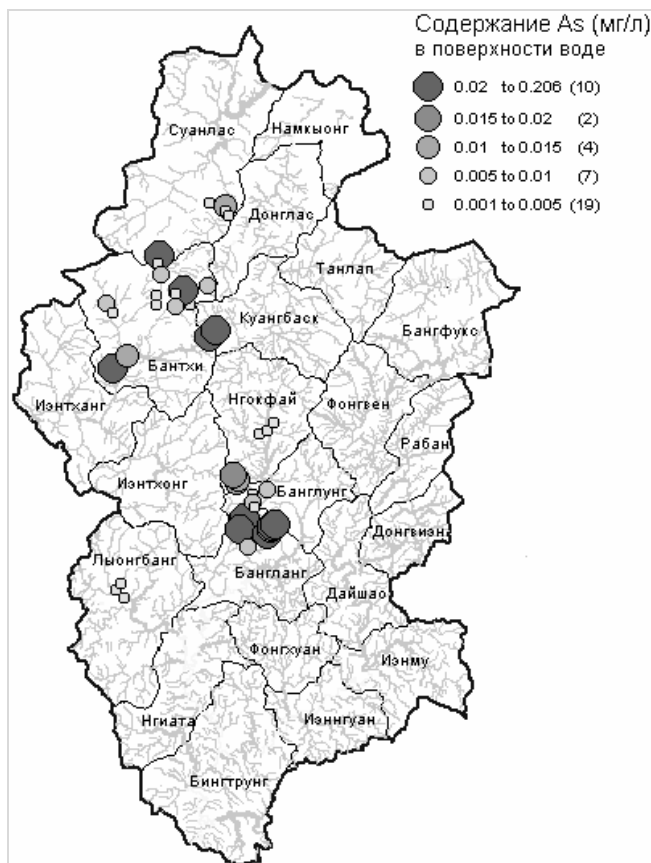 Содержание As (мг/л)
в поверхности воде
0.02 to 0.206 (10)
0.015 to 0.02 (2)
0.01 to 0.015 (4)
0.005 to 0.01 (7)
0.001 to 0.005 (19)
Суанлас
Намкыонг
Донглас
Танлап
Бангфукс
Куангбаск
Бантхи
Иэнтханг
Нгокфай
Фонгвен
Рабан
Иэнтхонг
Банглунг
Донгвиэн
Лыонгбанг
Бангланг
Дайшао
Фонгхуан
Иэнму
Нгиата
Иэннгуан
Бингтрунг